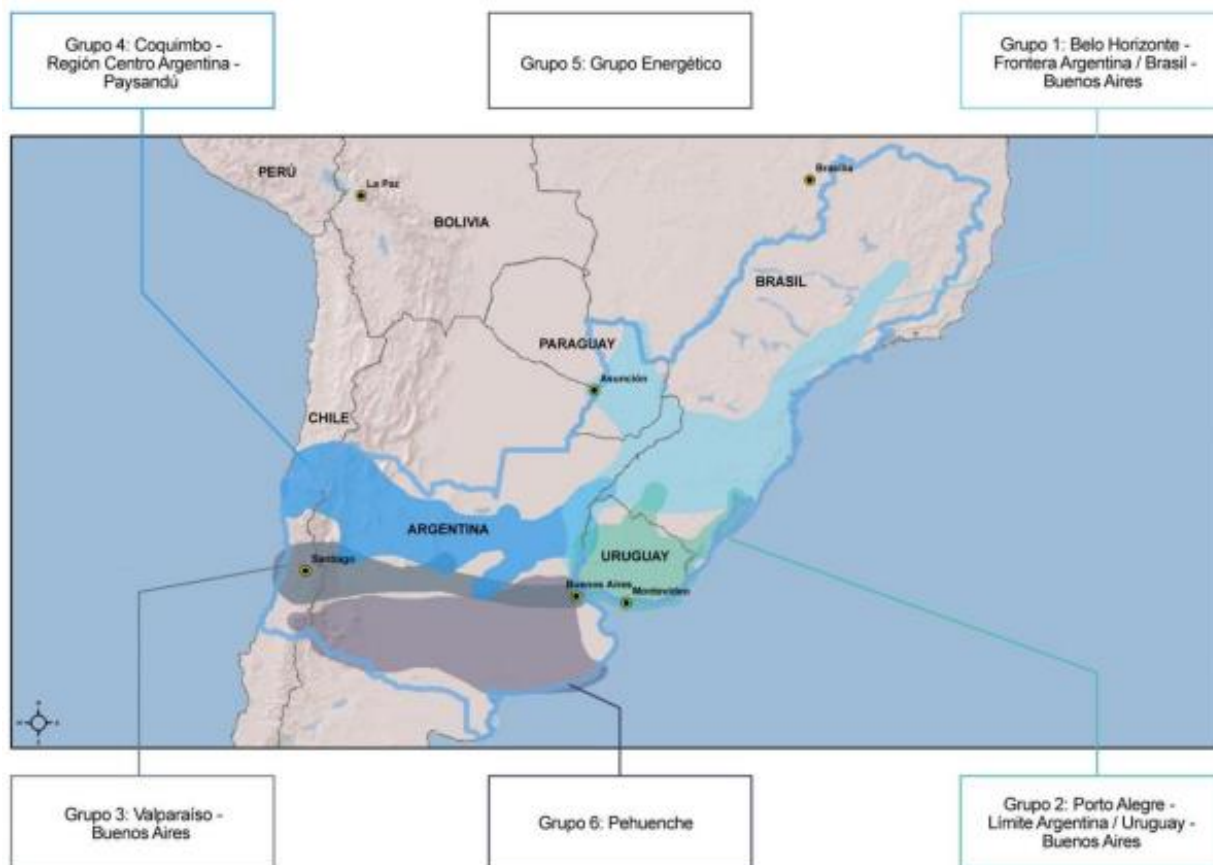 Grupo 4: Coquimbo -
Región Centro Argentina -
Paysandú
Grupo 5: Grupo Energético
Grupo 1: Belo Horizonte -
Frontera Argentina / Brasil -
Buenos Aires
PERÚ
La Paz
BOLIVIA
Brasilia
BRASIL
PARAGUAY
Asunción
CHILE
ARGENTINA
URUGUAY
Santiago
Buenos Aires
Montevideo
Grupo 3: Valparaíso -
Buenos Aires
Grupo 6: Pehuenche
Grupo 2: Porto Alegre -
Límite Argentina / Uruguay -
Buenos Aires